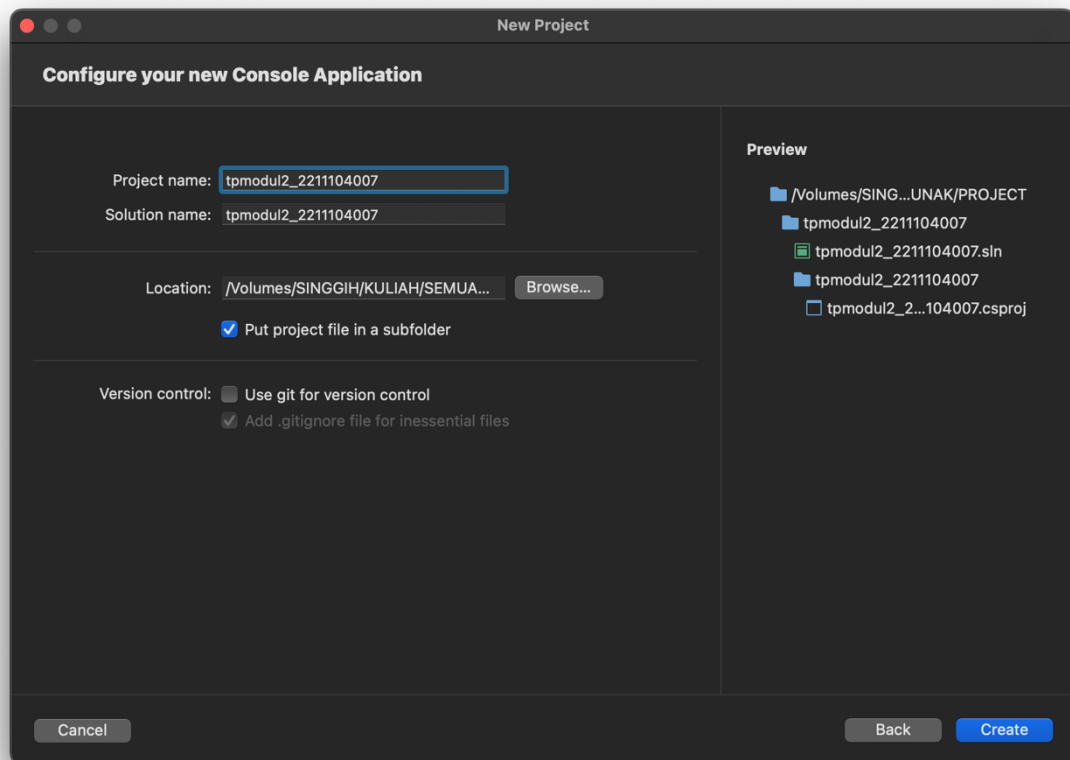 New Project
Configure your new Console Application
Project name: tpmodul2_2211104007
Solution name: tpmodul2_2211104007
Location: /Volumes/SINGGIH/KULIAH/SEMUA... Browse...
Put project file in a subfolder
Version control: Use git for version control
Add .gitignore file for inessential files
Preview
/Volumes/SING...UNAK/PROJECT
tpmodul2_2211104007
tpmodul2_2211104007.sln
tpmodul2_2211104007
tpmodul2_2...104007.csproj
Cancel Back Create